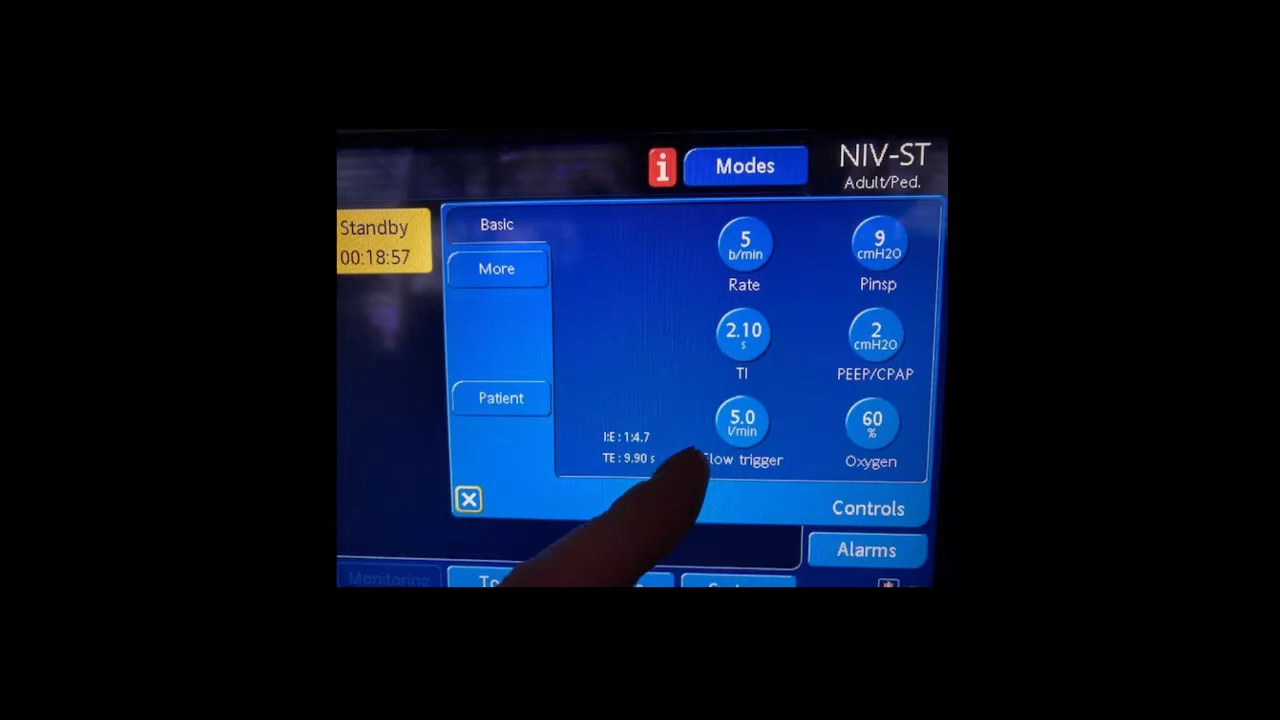 i
Modes
NIV-ST
Adult/Ped.
Standby
00:18:57
Basic
More
Patient
5
b/min
Rate
9
cmH2O
Pinsp
2.10
s
TI
2
cmH2O
PEEP/CPAP
5.0
l/min
Flow trigger
60
%
Oxygen
I:E : 1:4.7
TE : 9.90 s
Controls
Alarms
Monitoring